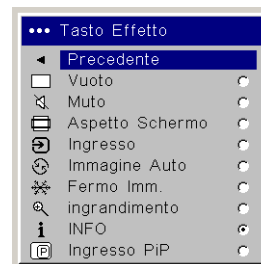 ••• Tasto Effetto
Precedente
Vuoto
Muto
Aspetto Schermo
Ingresso
Immagine Auto
Fermo Imm.
ingrandimento
INFO
Ingresso PiP